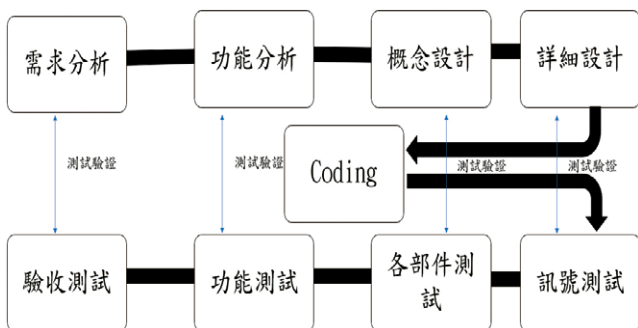 需求分析
功能分析
概念設計
詳細設計
測試驗證
測試驗證
測試驗證
測試驗證
Coding
驗收測試
功能測試
各部件測
試
訊號測試